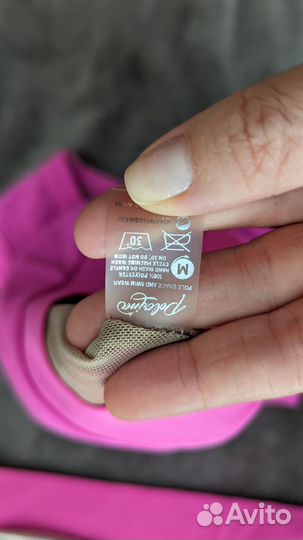 Polerina
POLE DANCE AND SWIM WEAR
100% POLYESTER
M
HAND WASH OR GENTLE
CYCLE MACHINE WASH
ON 30°, DO NOT IRON
30°
Avito